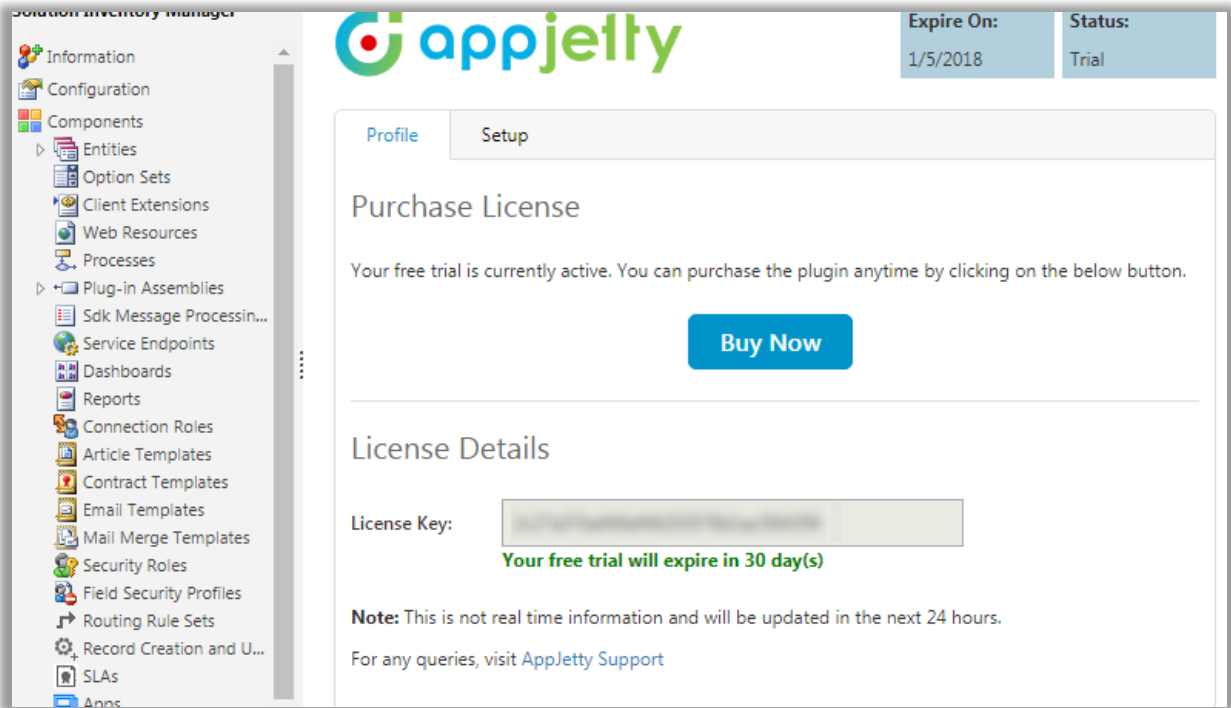 Solution Inventory Manager
Information
Configuration
Components
Entities
Option Sets
Client Extensions
Web Resources
Processes
Plug-in Assemblies
Sdk Message Processin...
Service Endpoints
Dashboards
Reports
Connection Roles
Article Templates
Contract Templates
Email Templates
Mail Merge Templates
Security Roles
Field Security Profiles
Routing Rule Sets
Record Creation and U...
SLAs
Apps
appjetty
Expire On:
1/5/2018
Status:
Trial
Profile
Setup
Purchase License
Your free trial is currently active. You can purchase the plugin anytime by clicking on the below button.
Buy Now
License Details
License Key:
Your free trial will expire in 30 day(s)
Note: This is not real time information and will be updated in the next 24 hours.
For any queries, visit AppJetty Support